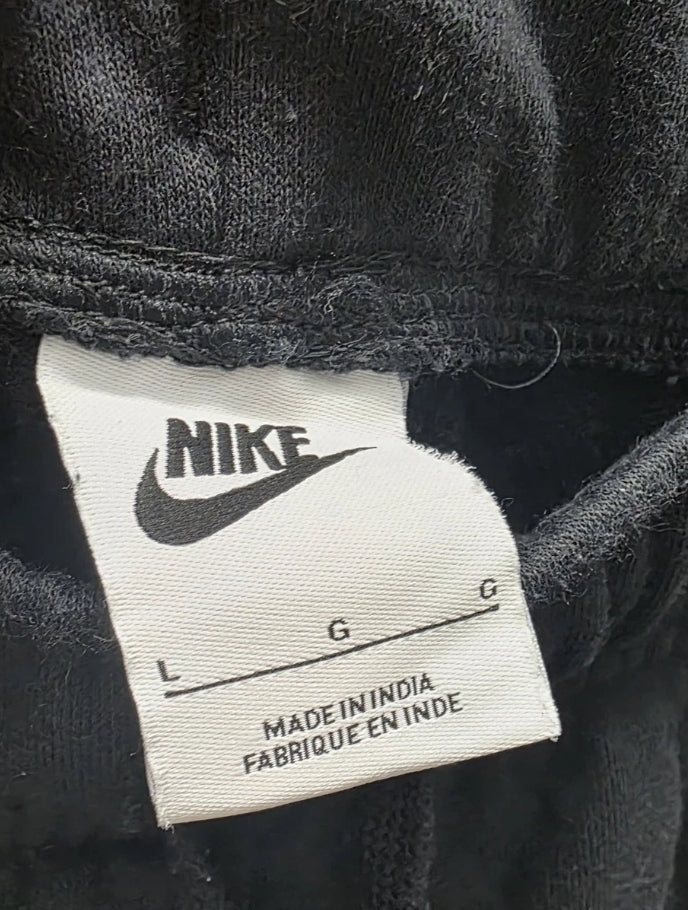 NIKE
L G G
MADE IN INDIA
FABRIQUE EN INDE